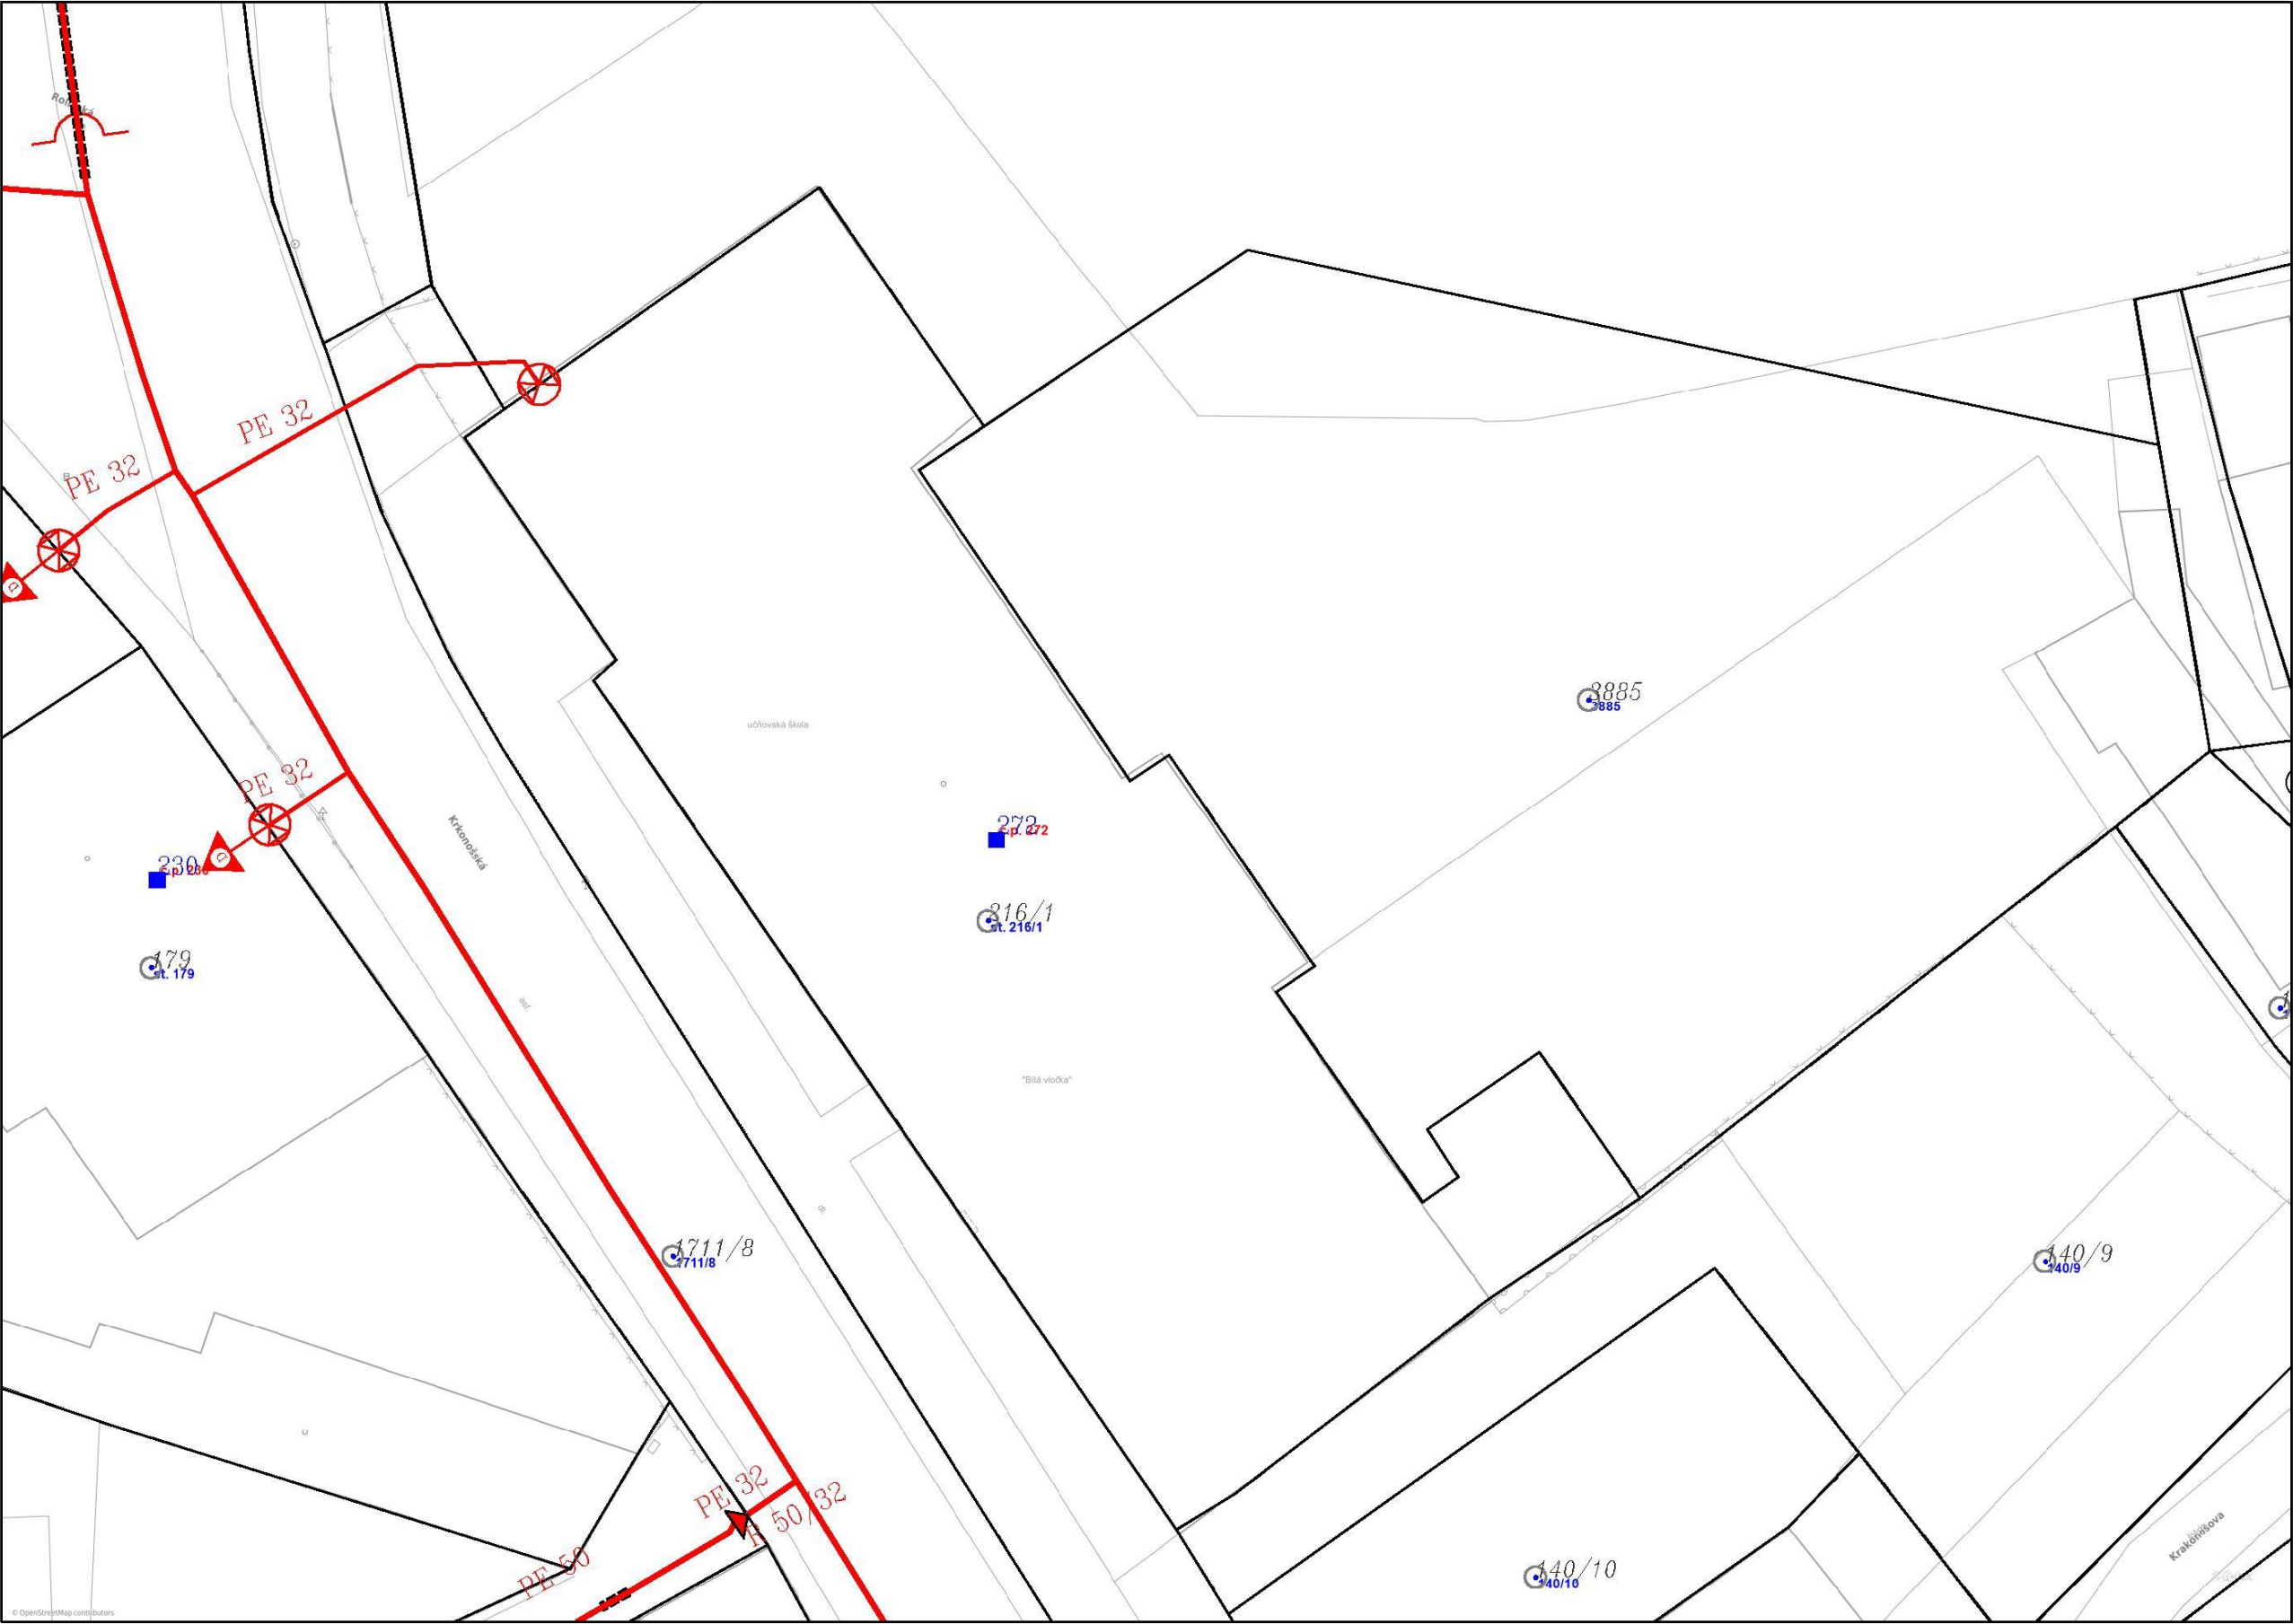 PE 32
PE 32
učňovská škola
3885
3885
PE 32
Krkonošská
272
č.p. 272
230
216/1
st. 216/1
179
st. 179
asf.
"Bílá vločka"
1711/8
1711/8
140/9
140/9
PE 32
R 50/32
PE 50
Krakonošova
140/10
140/10
© OpenStreetMap contributors